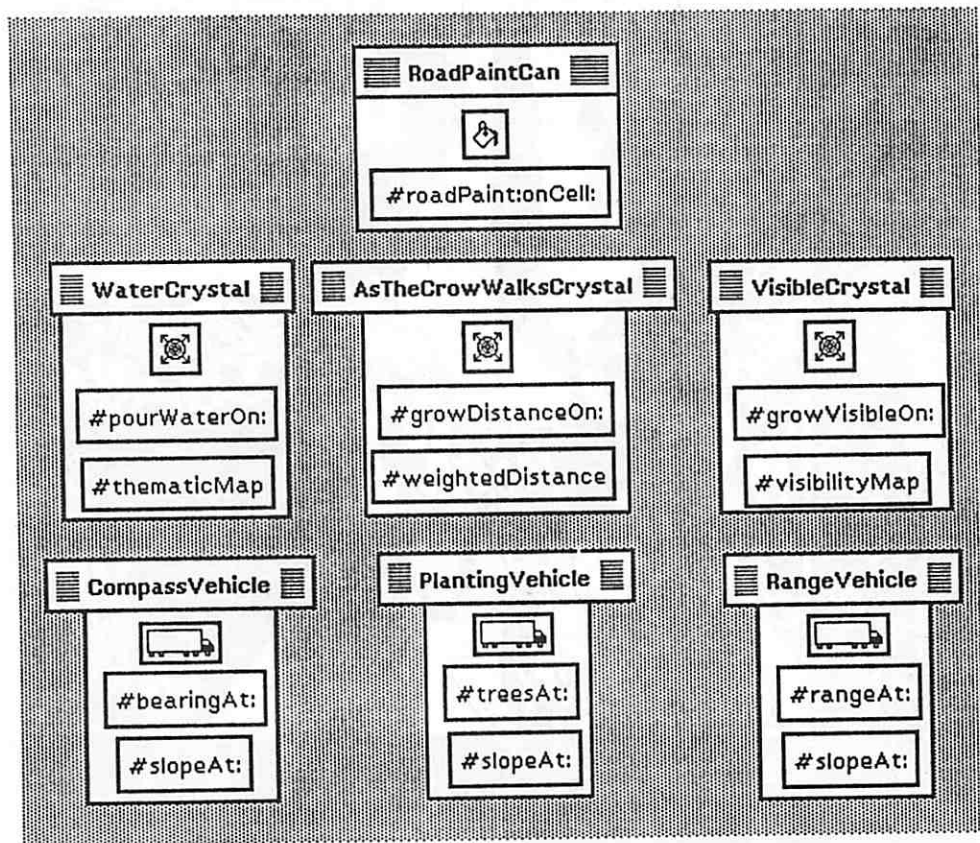 RoadPaintCan
#roadPaint:onCell:
WaterCrystal
#pourWaterOn:
#thematicMap
AsTheCrowWalksCrystal
#growDistanceOn:
#weightedDistance
VisibleCrystal
#growVisibleOn:
#visibilityMap
CompassVehicle
#bearingAt:
#slopeAt:
PlantingVehicle
#treesAt:
#slopeAt:
RangeVehicle
#rangeAt:
#slopeAt: